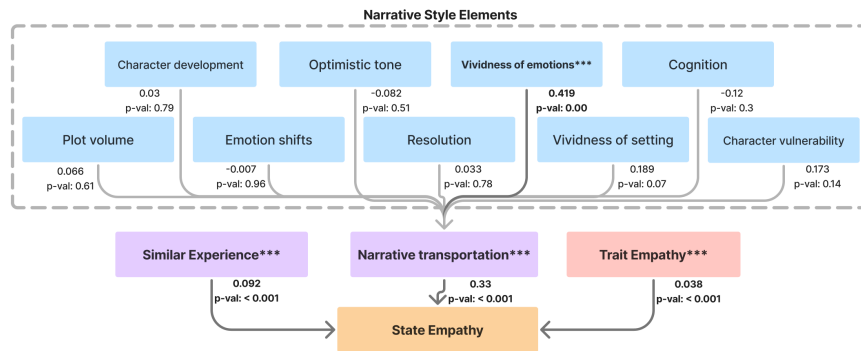 Narrative Style Elements
Character development
Optimistic tone
Vividness of emotions***
Cognition
0.03
p-val: 0.79
-0.082
p-val: 0.51
0.419
p-val: 0.00
-0.12
p-val: 0.3
Plot volume
Emotion shifts
Resolution
Vividness of setting
Character vulnerability
0.066
p-val: 0.61
-0.007
p-val: 0.96
0.033
p-val: 0.78
0.189
p-val: 0.07
0.173
p-val: 0.14
Similar Experience***
Narrative transportation***
Trait Empathy***
0.092
p-val: < 0.001
0.33
p-val: < 0.001
0.038
p-val: < 0.001
State Empathy